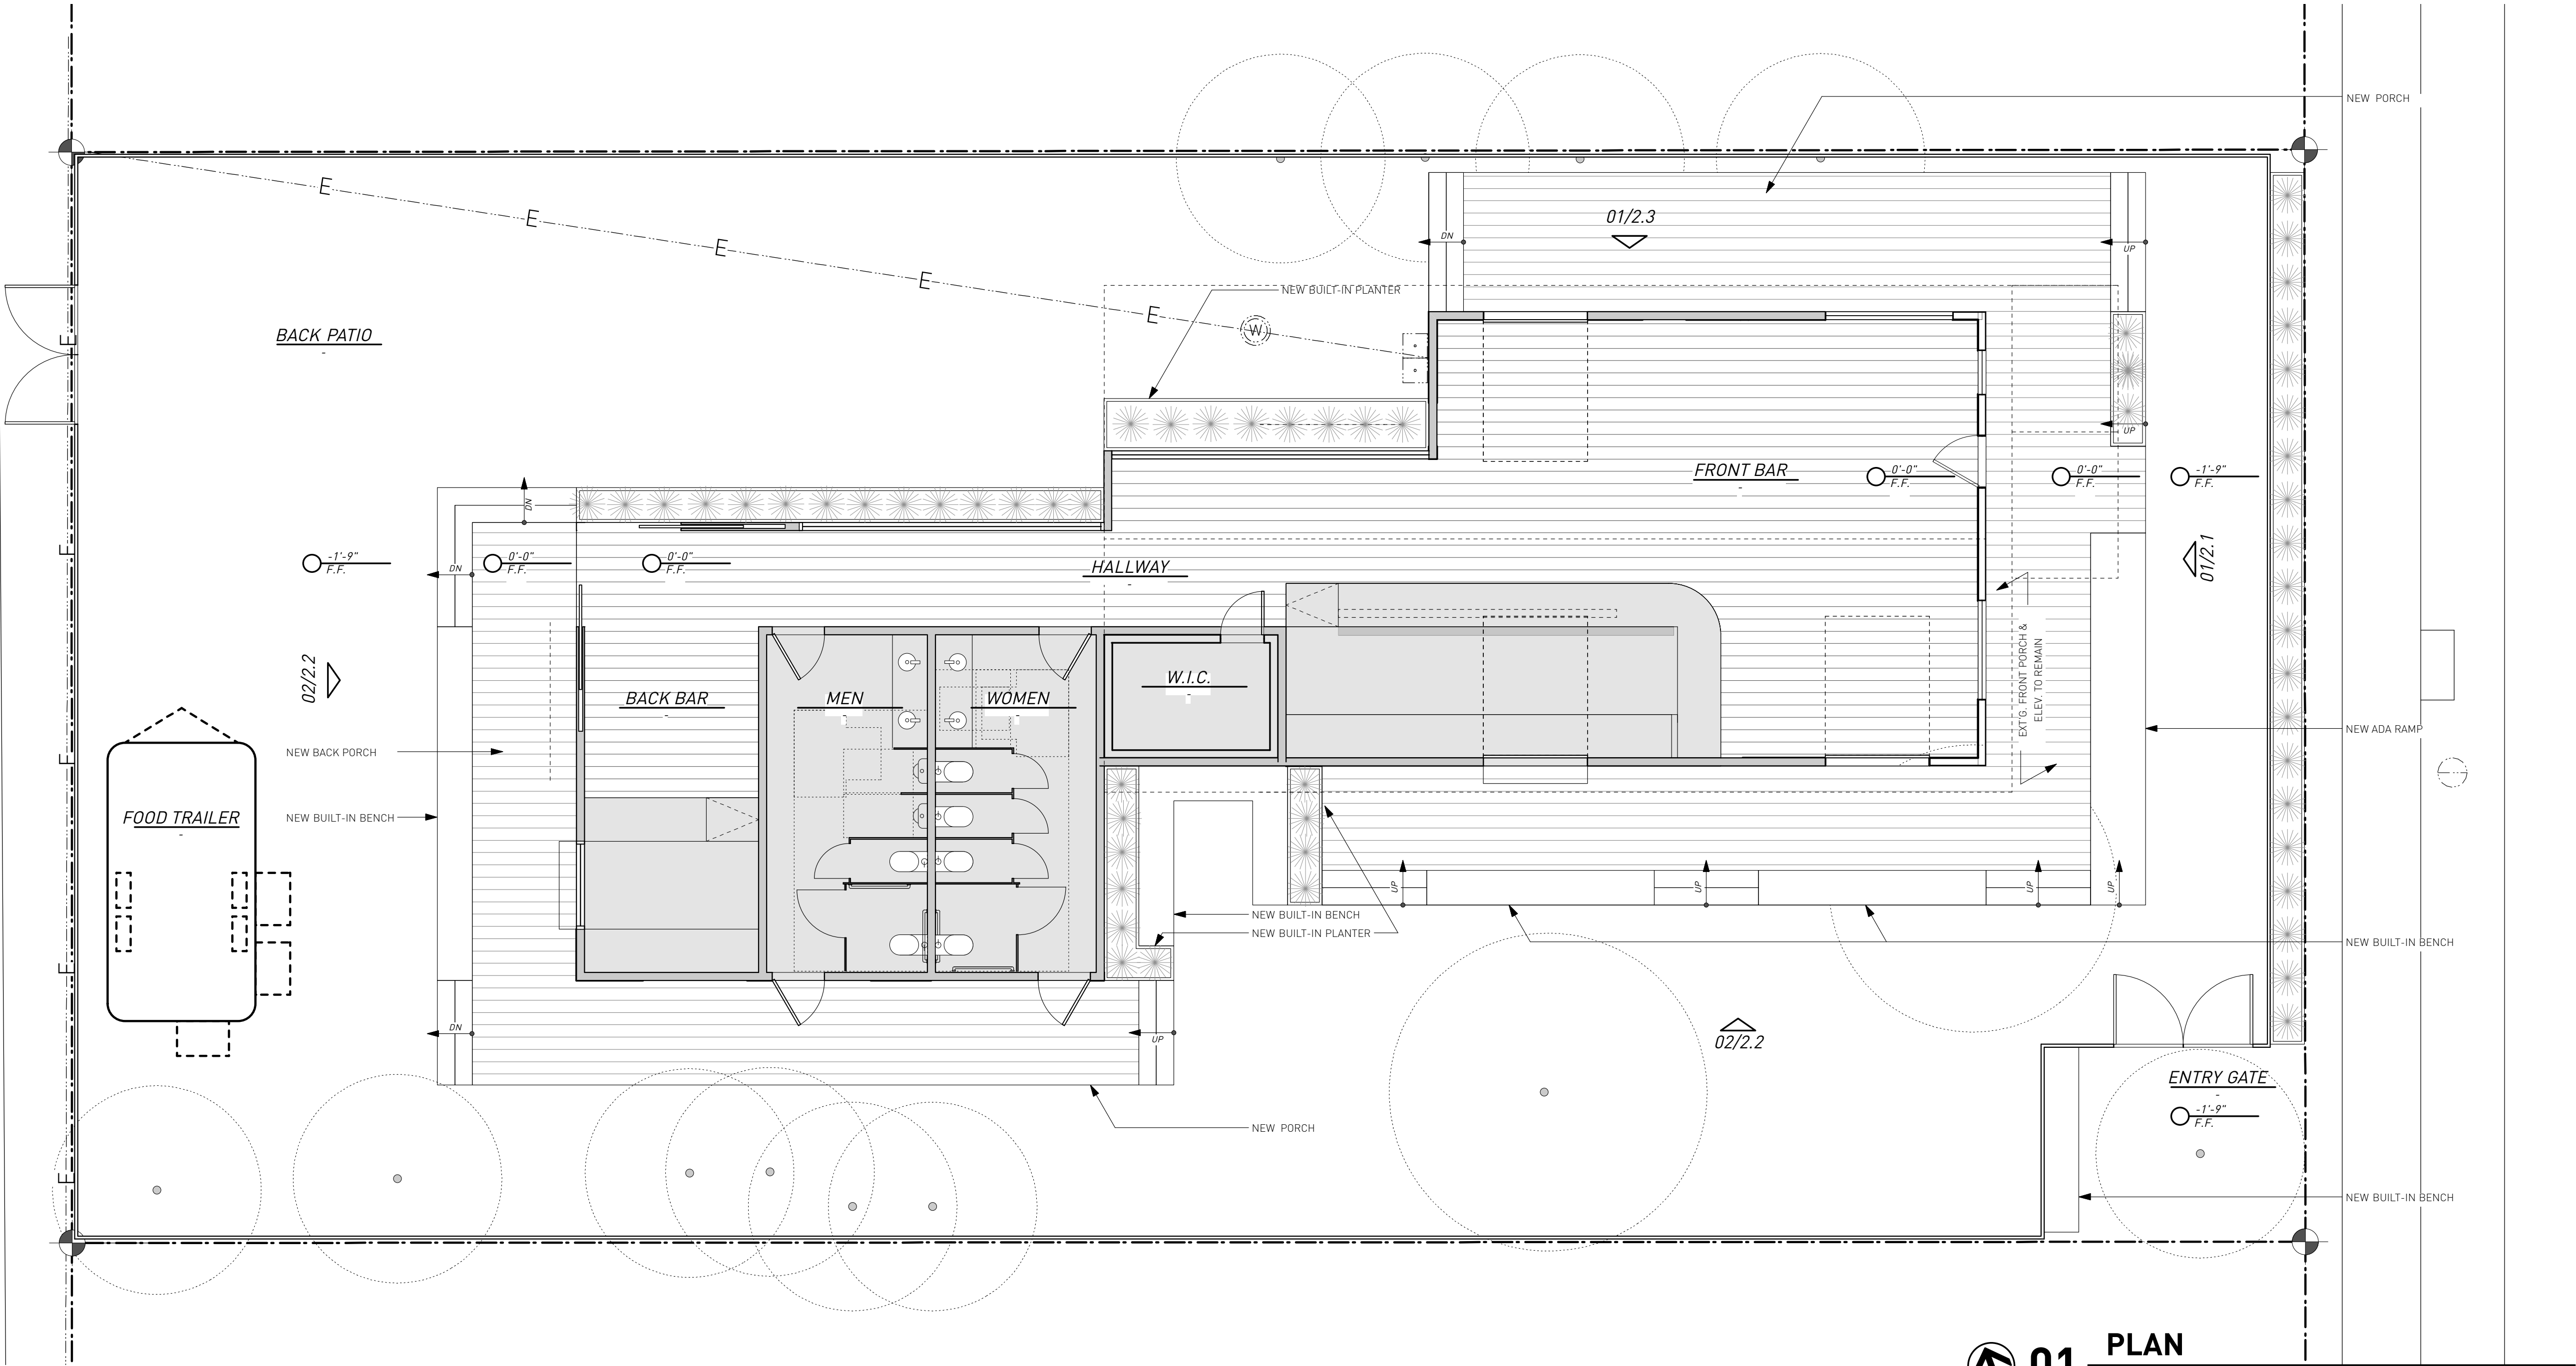 NEW PORCH
E
E
01/2.3
E
DN
UP
E
NEW BUILT-IN PLANTER
E
W
BACK PATIO
-
E
UP
FRONT BAR
-
0'-0"
F.F.
0'-0"
F.F.
-1'-9"
F.F.
DN
E
-1'-9"
F.F.
0'-0"
F.F.
0'-0"
F.F.
DN
HALLWAY
-
01/2.1
02/2.2
BACK BAR
-
MEN
-
WOMEN
-
W.I.C.
-
EXT'G. FRONT PORCH &
ELEV. TO REMAIN
NEW ADA RAMP
NEW BACK PORCH
E
FOOD TRAILER
-
NEW BUILT-IN BENCH
UP
UP
UP
UP
NEW BUILT-IN BENCH
NEW BUILT-IN PLANTER
NEW BUILT-IN BENCH
E
DN
UP
02/2.2
ENTRY GATE
-
-1'-9"
F.F.
NEW PORCH
E
NEW BUILT-IN BENCH
01
PLAN